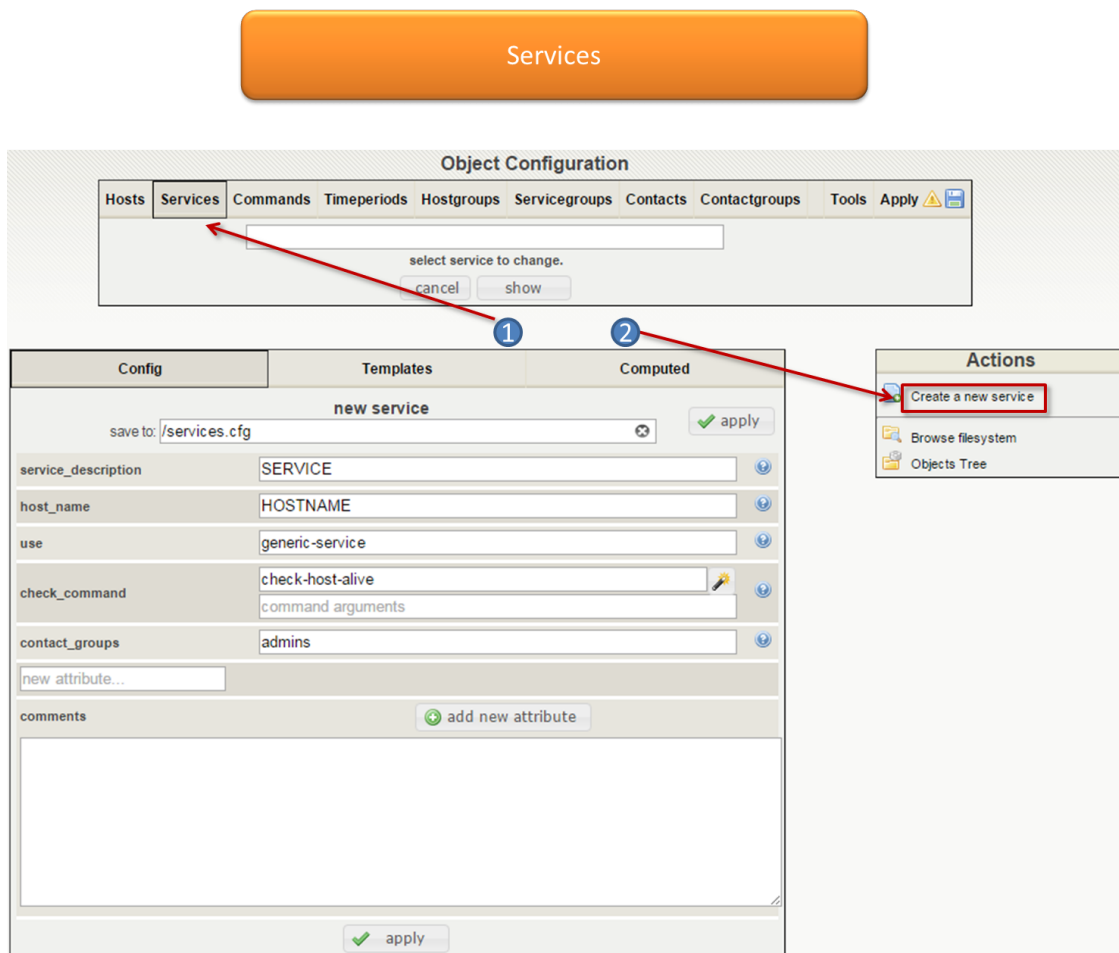 Services
Object Configuration
Hosts Services Commands Timeperiods Hostgroups Servicegroups Contacts Contactgroups Tools Apply
select service to change.
cancel show
1 2
Config Templates Computed
new service
save to: /services.cfg
apply
service_description SERVICE
host_name HOSTNAME
use generic-service
check_command check-host-alive
command arguments
contact_groups admins
new attribute...
comments add new attribute
apply
Actions
Create a new service
Browse filesystem
Objects Tree